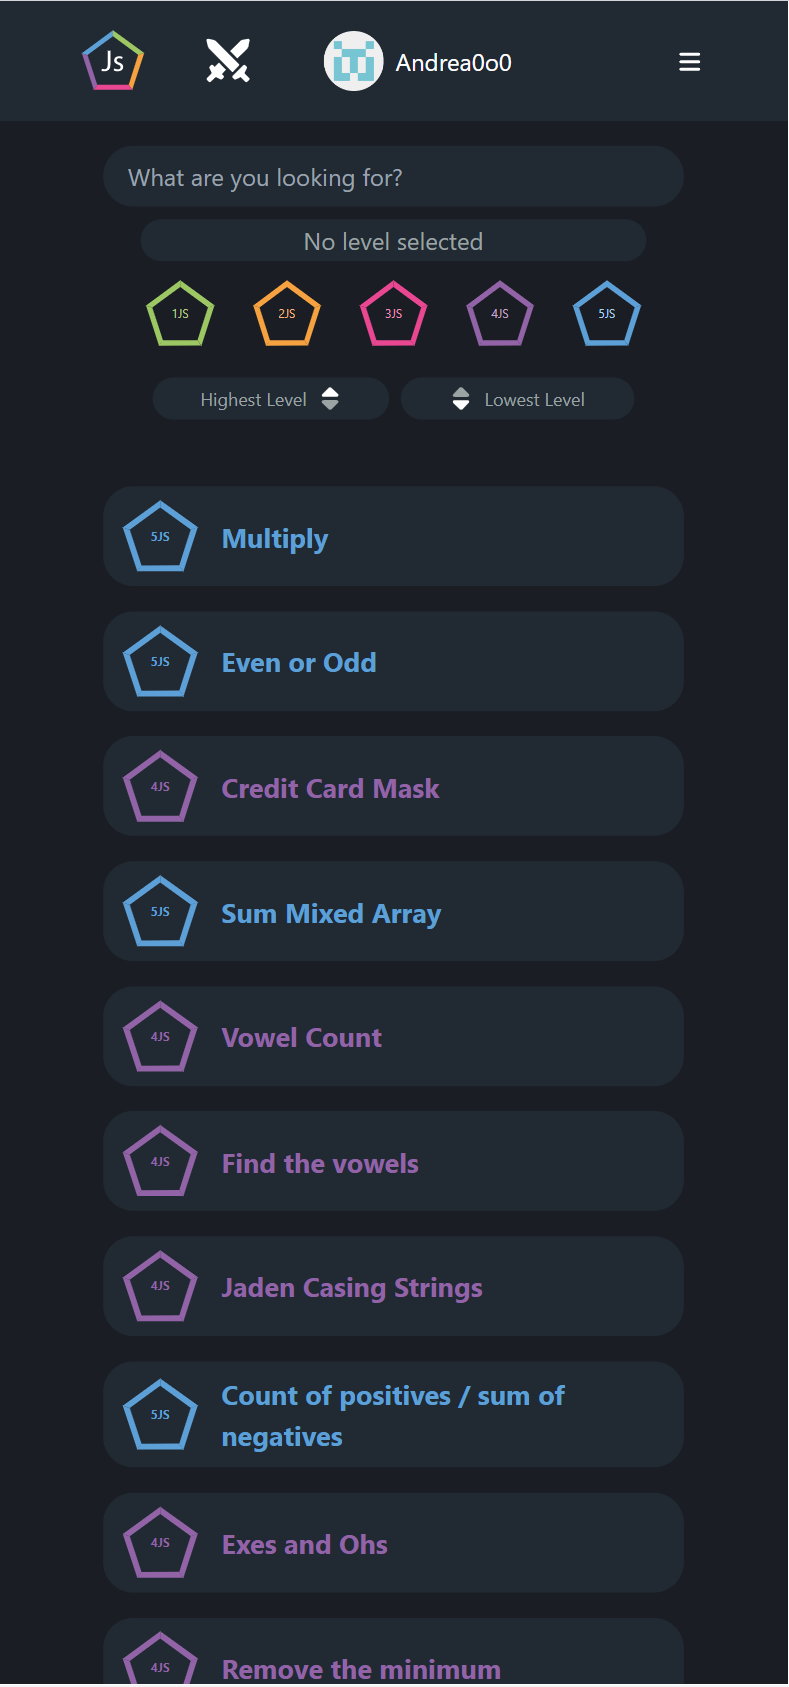 Js
Andrea0o0
What are you looking for?
No level selected
1JS 2JS 3JS 4JS 5JS
Highest Level Lowest Level
5JS Multiply
5JS Even or Odd
4JS Credit Card Mask
5JS Sum Mixed Array
4JS Vowel Count
4JS Find the vowels
4JS Jaden Casing Strings
5JS Count of positives / sum of
negatives
4JS Exes and Ohs
4JS Remove the minimum